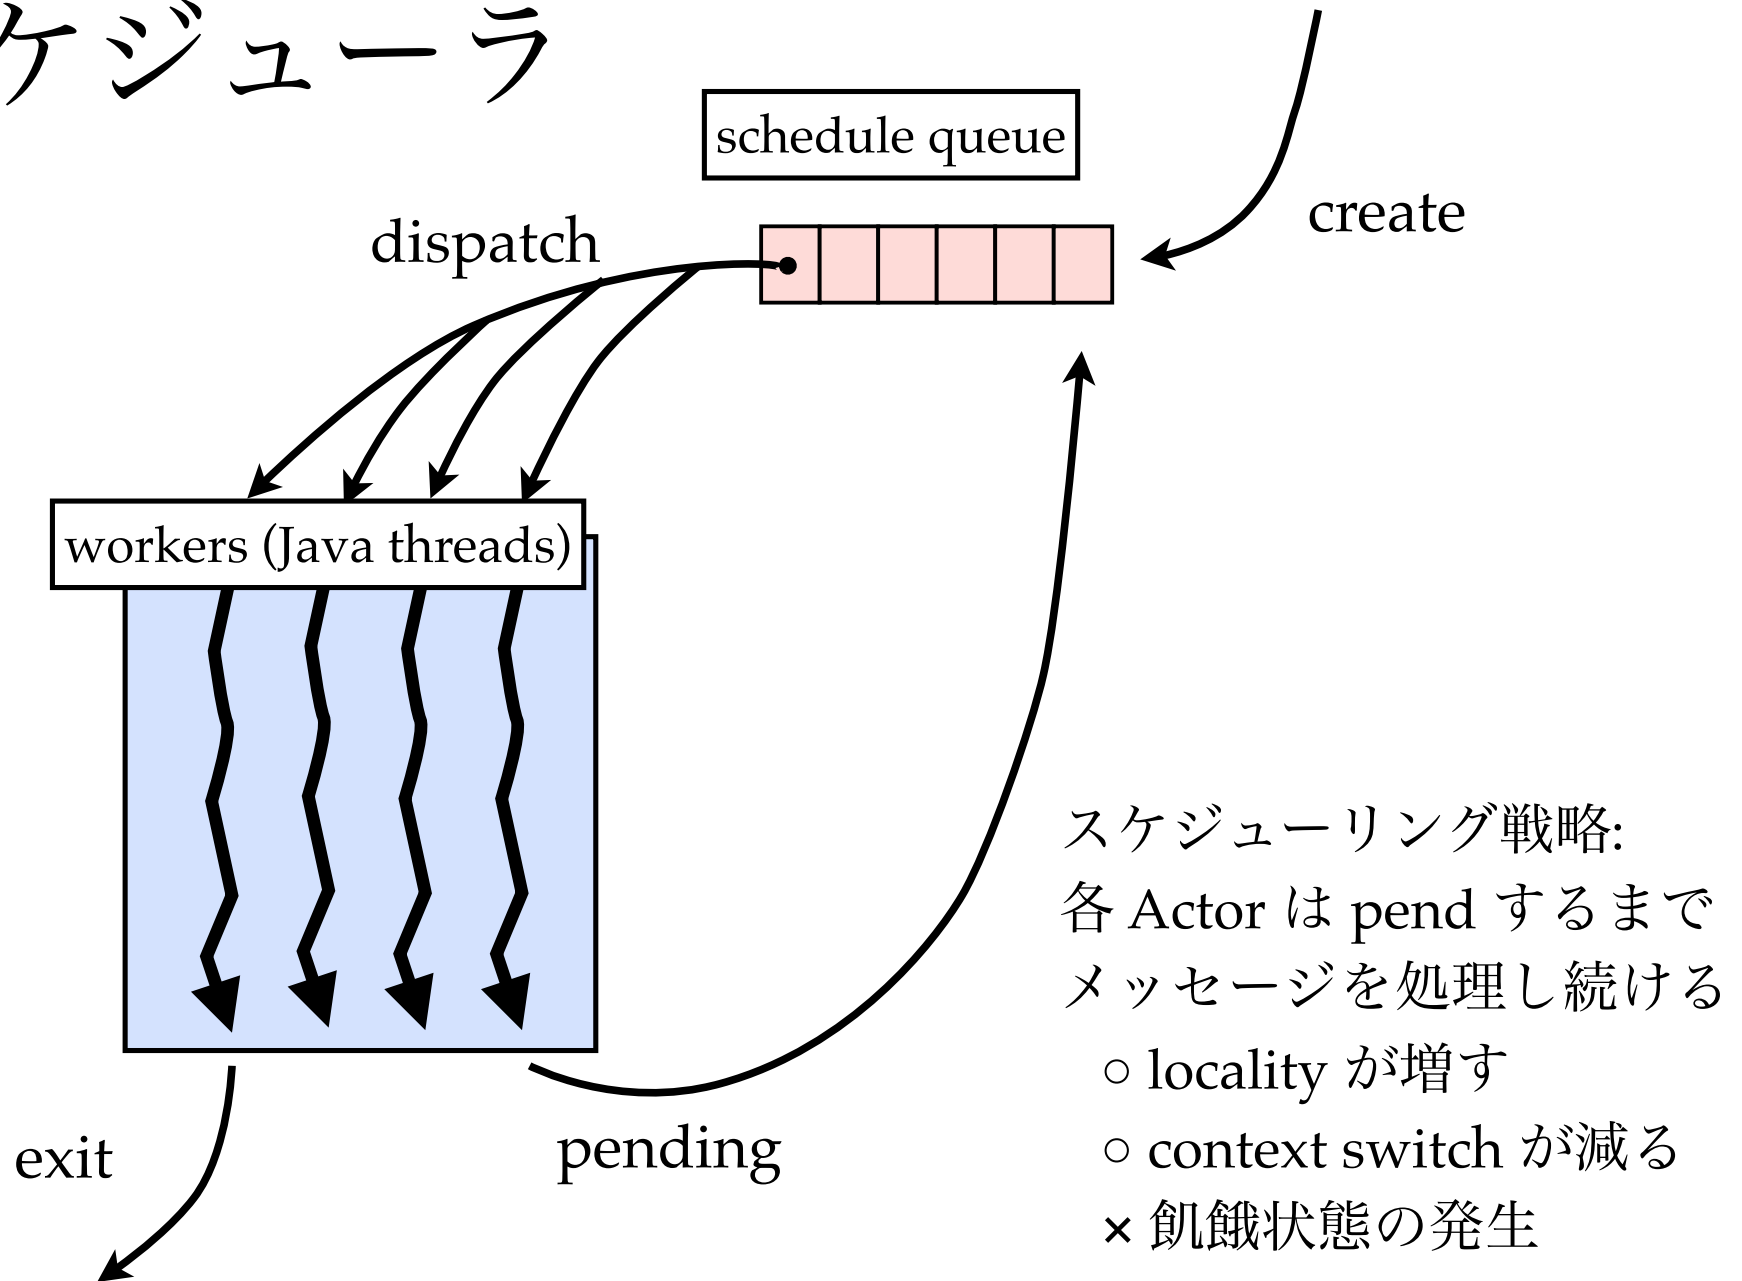 ケジューラ
schedule queue
create
dispatch
workers (Java threads)
スケジューリング戦略:
各 Actor は pend するまで
メッセージを処理し続ける
○ locality が増す
○ context switch が減る
× 飢餓状態の発生
pending
exit